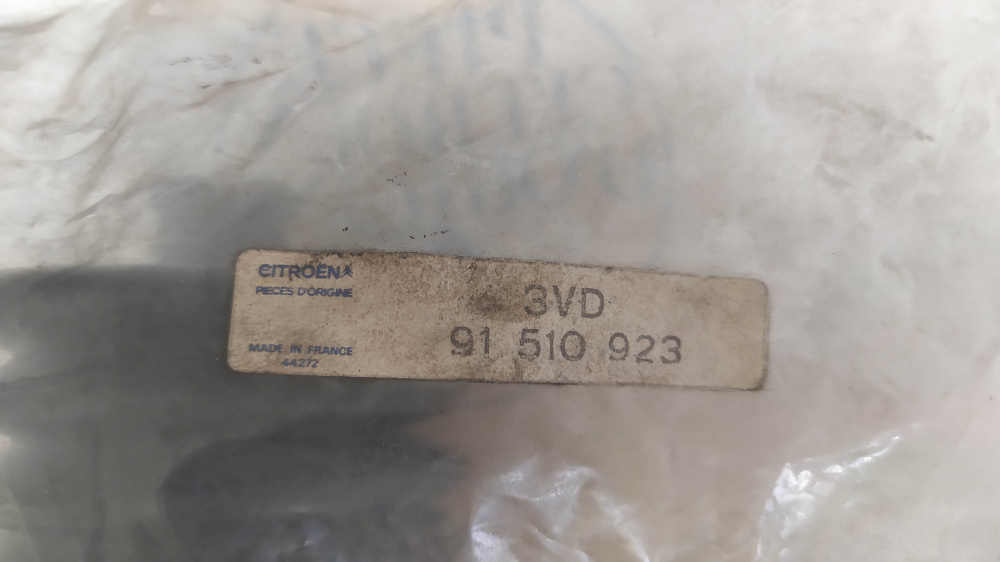 CITROËN
PIECES D'ORIGINE
MADE IN FRANCE
44272
3VD
91 510 923